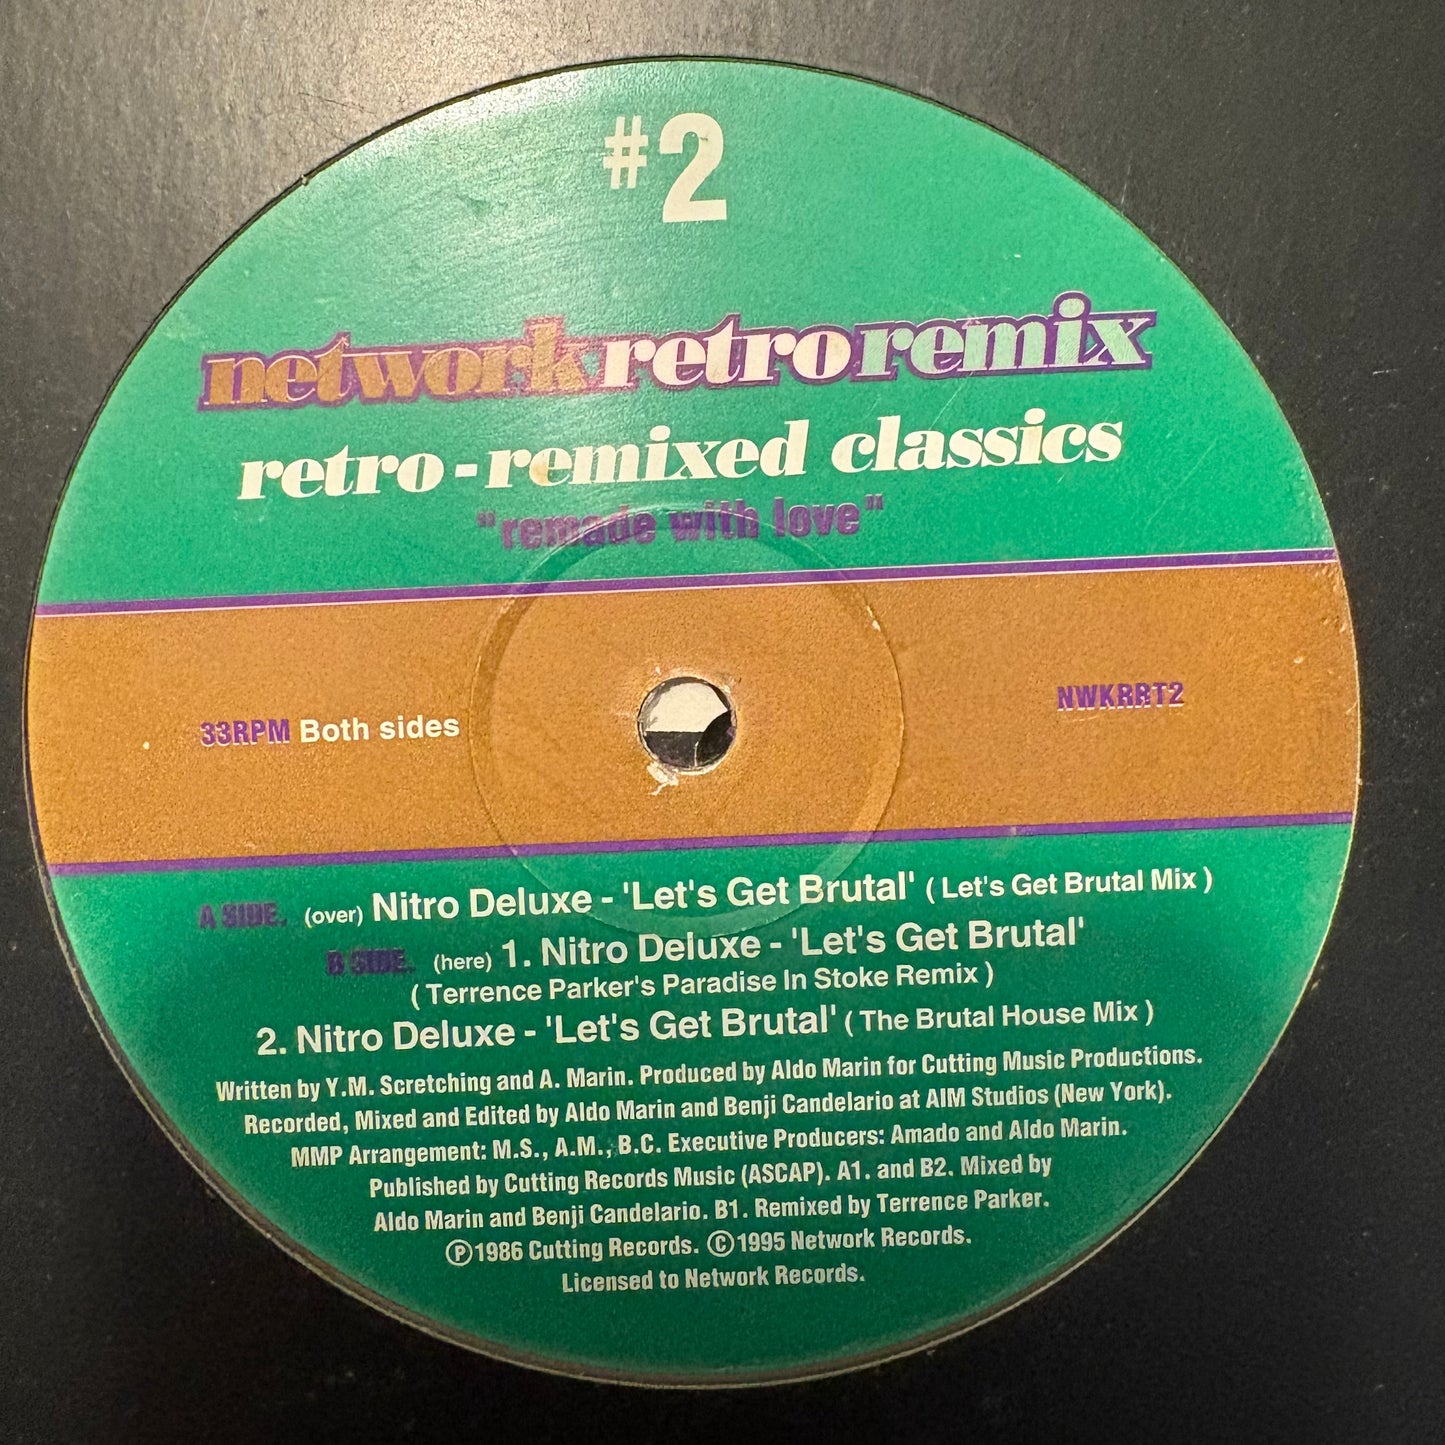 #2
networkretroremix
retro-remixed classics
"remade with love"
33RPM Both sides
NWKRRT2
A SIDE. (over) Nitro Deluxe - 'Let's Get Brutal' ( Let's Get Brutal Mix )
B SIDE. (here) 1. Nitro Deluxe - 'Let's Get Brutal'
( Terrence Parker's Paradise In Stoke Remix )
2. Nitro Deluxe - 'Let's Get Brutal' ( The Brutal House Mix )
Written by Y.M. Scretching and A. Marin. Produced by Aldo Marin for Cutting Music Productions.
Recorded, Mixed and Edited by Aldo Marin and Benji Candelario at AIM Studios (New York).
MMP Arrangement: M.S., A.M., B.C. Executive Producers: Amado and Aldo Marin.
Published by Cutting Records Music (ASCAP). A1. and B2. Mixed by
Aldo Marin and Benji Candelario. B1. Remixed by Terrence Parker.
Ⓟ1986 Cutting Records. ©1995 Network Records.
Licensed to Network Records.